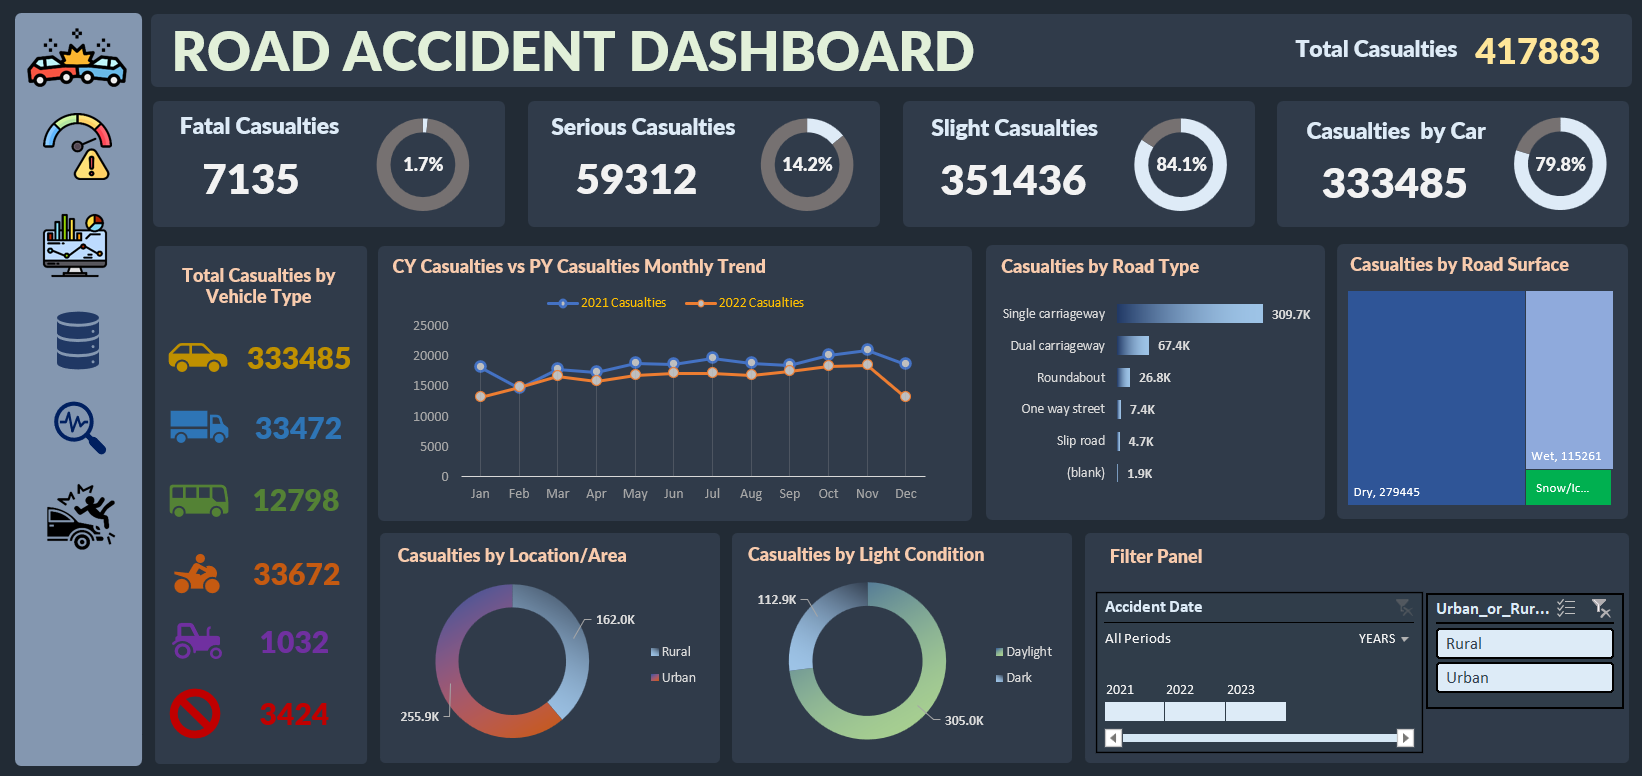 ROAD ACCIDENT DASHBOARD
Total Casualties 417883
Fatal Casualties
7135
1.7%
Serious Casualties
59312
14.2%
Slight Casualties
351436
84.1%
Casualties by Car
333485
79.8%
Total Casualties by
Vehicle Type
333485
33472
12798
33672
1032
3424
CY Casualties vs PY Casualties Monthly Trend
2021 Casualties
2022 Casualties
25000
20000
15000
10000
5000
0
Jan Feb Mar Apr May Jun Jul Aug Sep Oct Nov Dec
Casualties by Road Type
Single carriageway 309.7K
Dual carriageway 67.4K
Roundabout 26.8K
One way street 7.4K
Slip road 4.7K
(blank) 1.9K
Casualties by Road Surface
Dry, 279445
Wet, 115261
Snow/Ic...
Casualties by Location/Area
162.0K
255.9K
Rural
Urban
Casualties by Light Condition
112.9K
305.0K
Daylight
Dark
Filter Panel
Accident Date
All Periods
YEARS
2021 2022 2023
Urban_or_Rur...
Rural
Urban